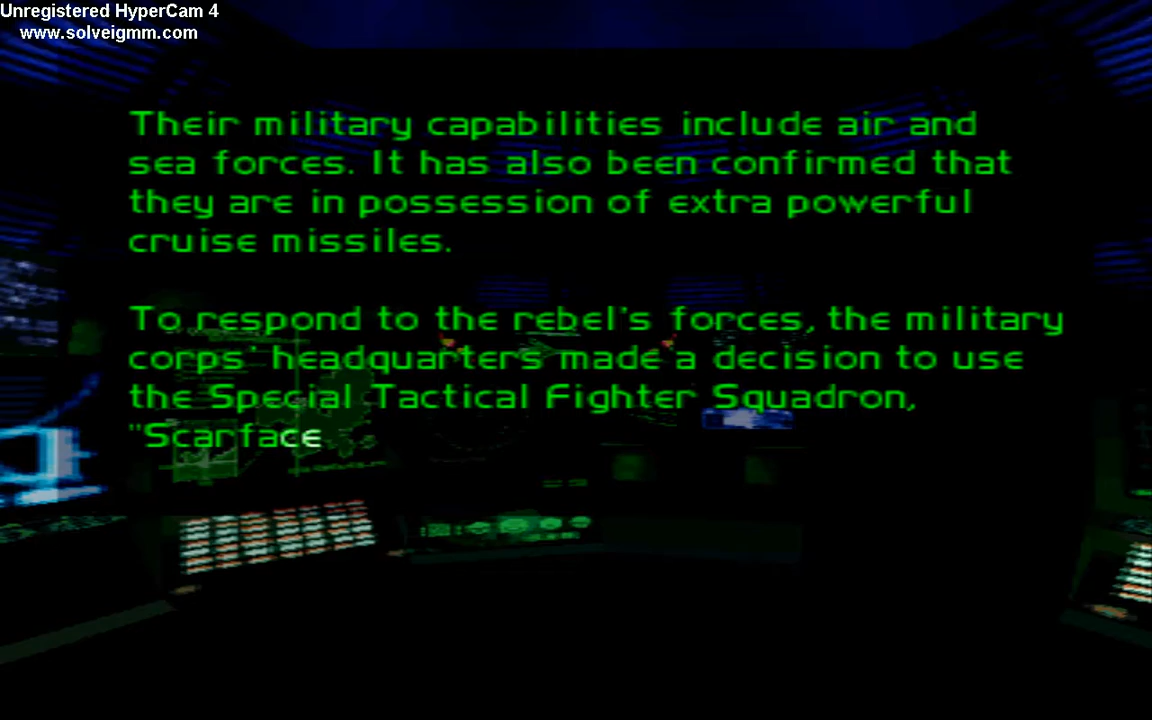 Unregistered HyperCam 4
www.solveigmm.com
Their military capabilities include air and
sea forces. It has also been confirmed that
they are in possession of extra powerful
cruise missiles.
To respond to the rebel's forces, the military
corps' headquarters made a decision to use
the Special Tactical Fighter Squadron,
"Scarface